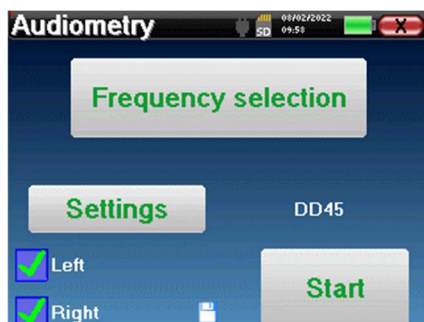 Audiometry
SD
08/02/2022
09:58
X
Frequency selection
Settings
DD45
Left
Start
Right